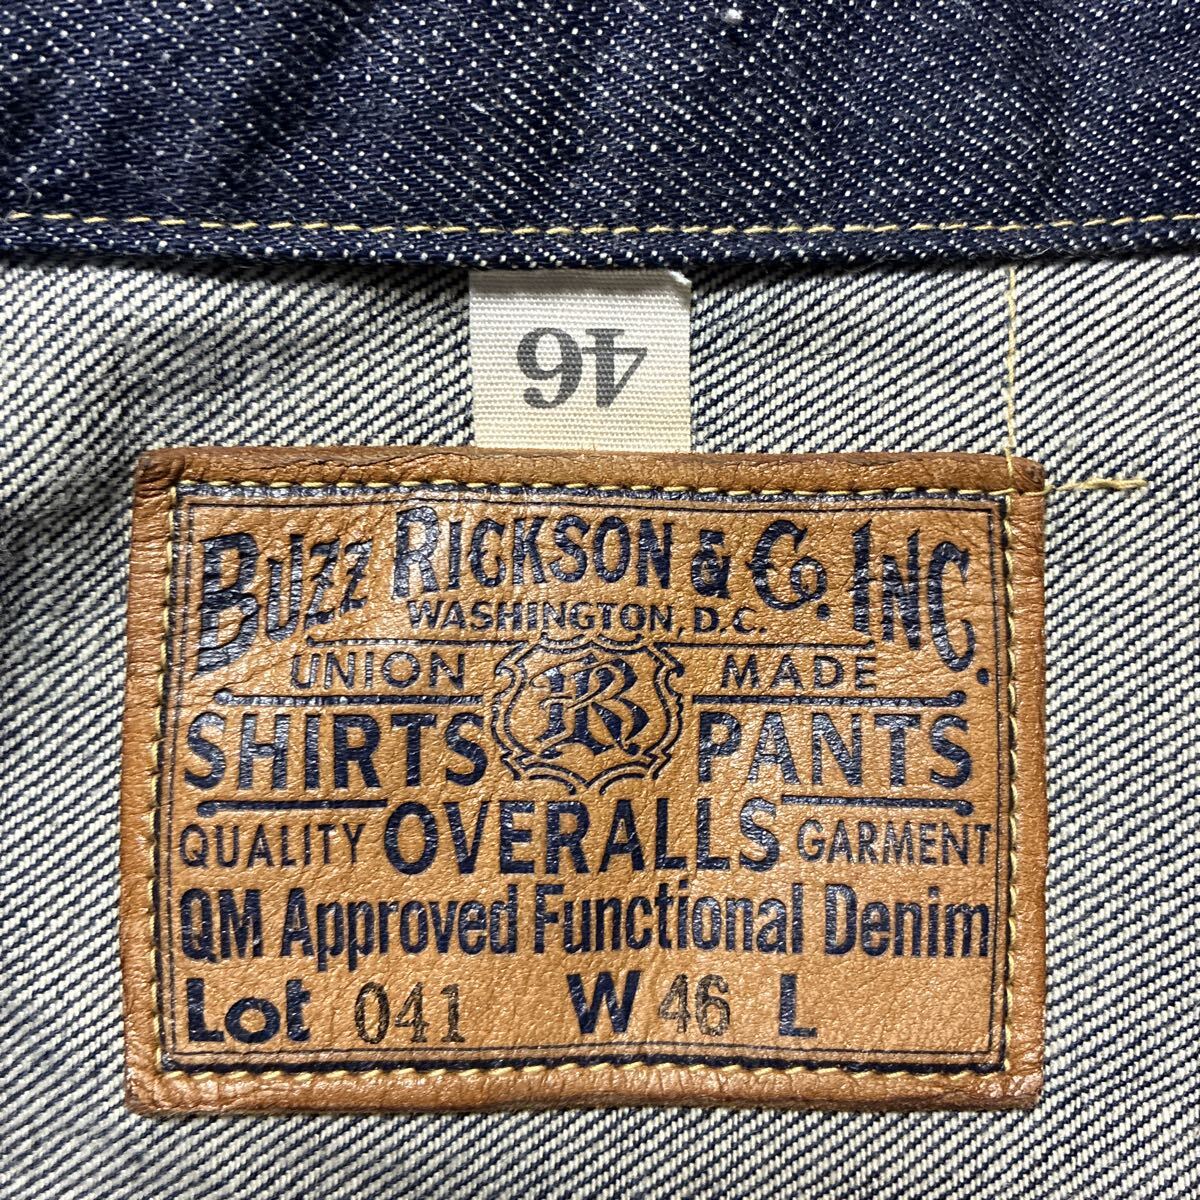 46
BUZZ RICKSON & CO. INC.
WASHINGTON, D.C.
UNION MADE
BR
SHIRTS PANTS
QUALITY OVERALLS GARMENT
QM Approved Functional Denim
Lot 041 W 46 L